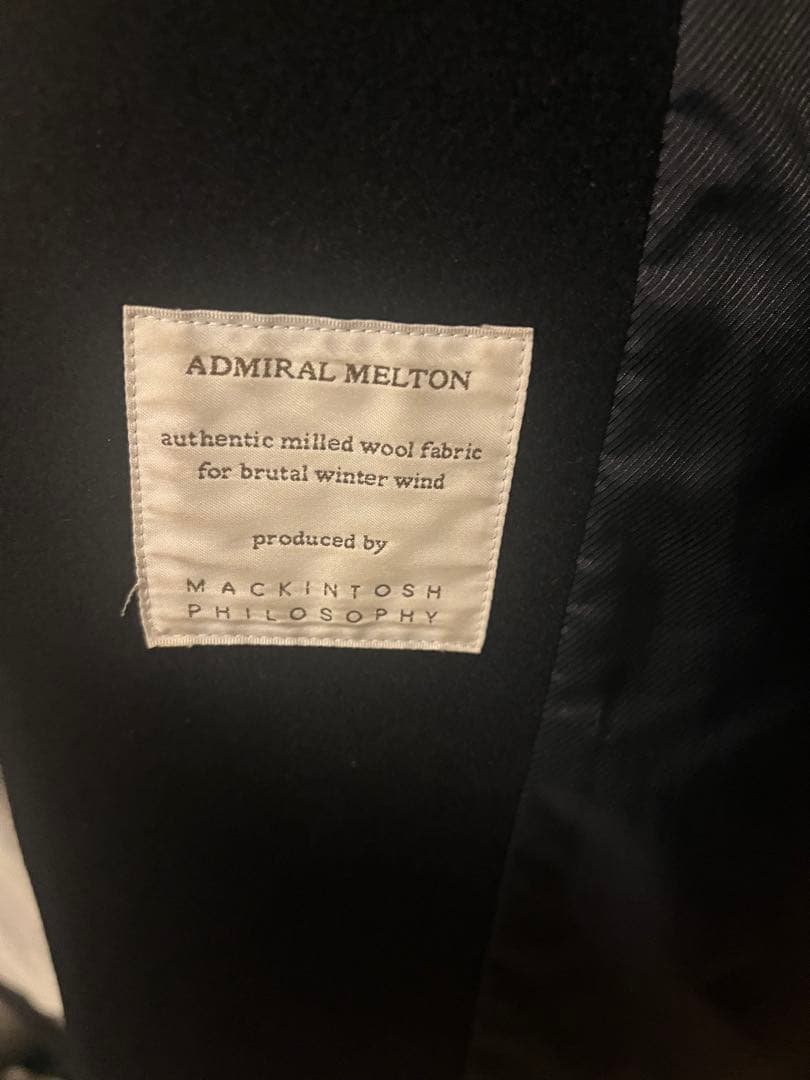 ADMIRAL MELTON
authentic milled wool fabric
for brutal winter wind
produced by
MACKINTOSH
PHILOSOPHY